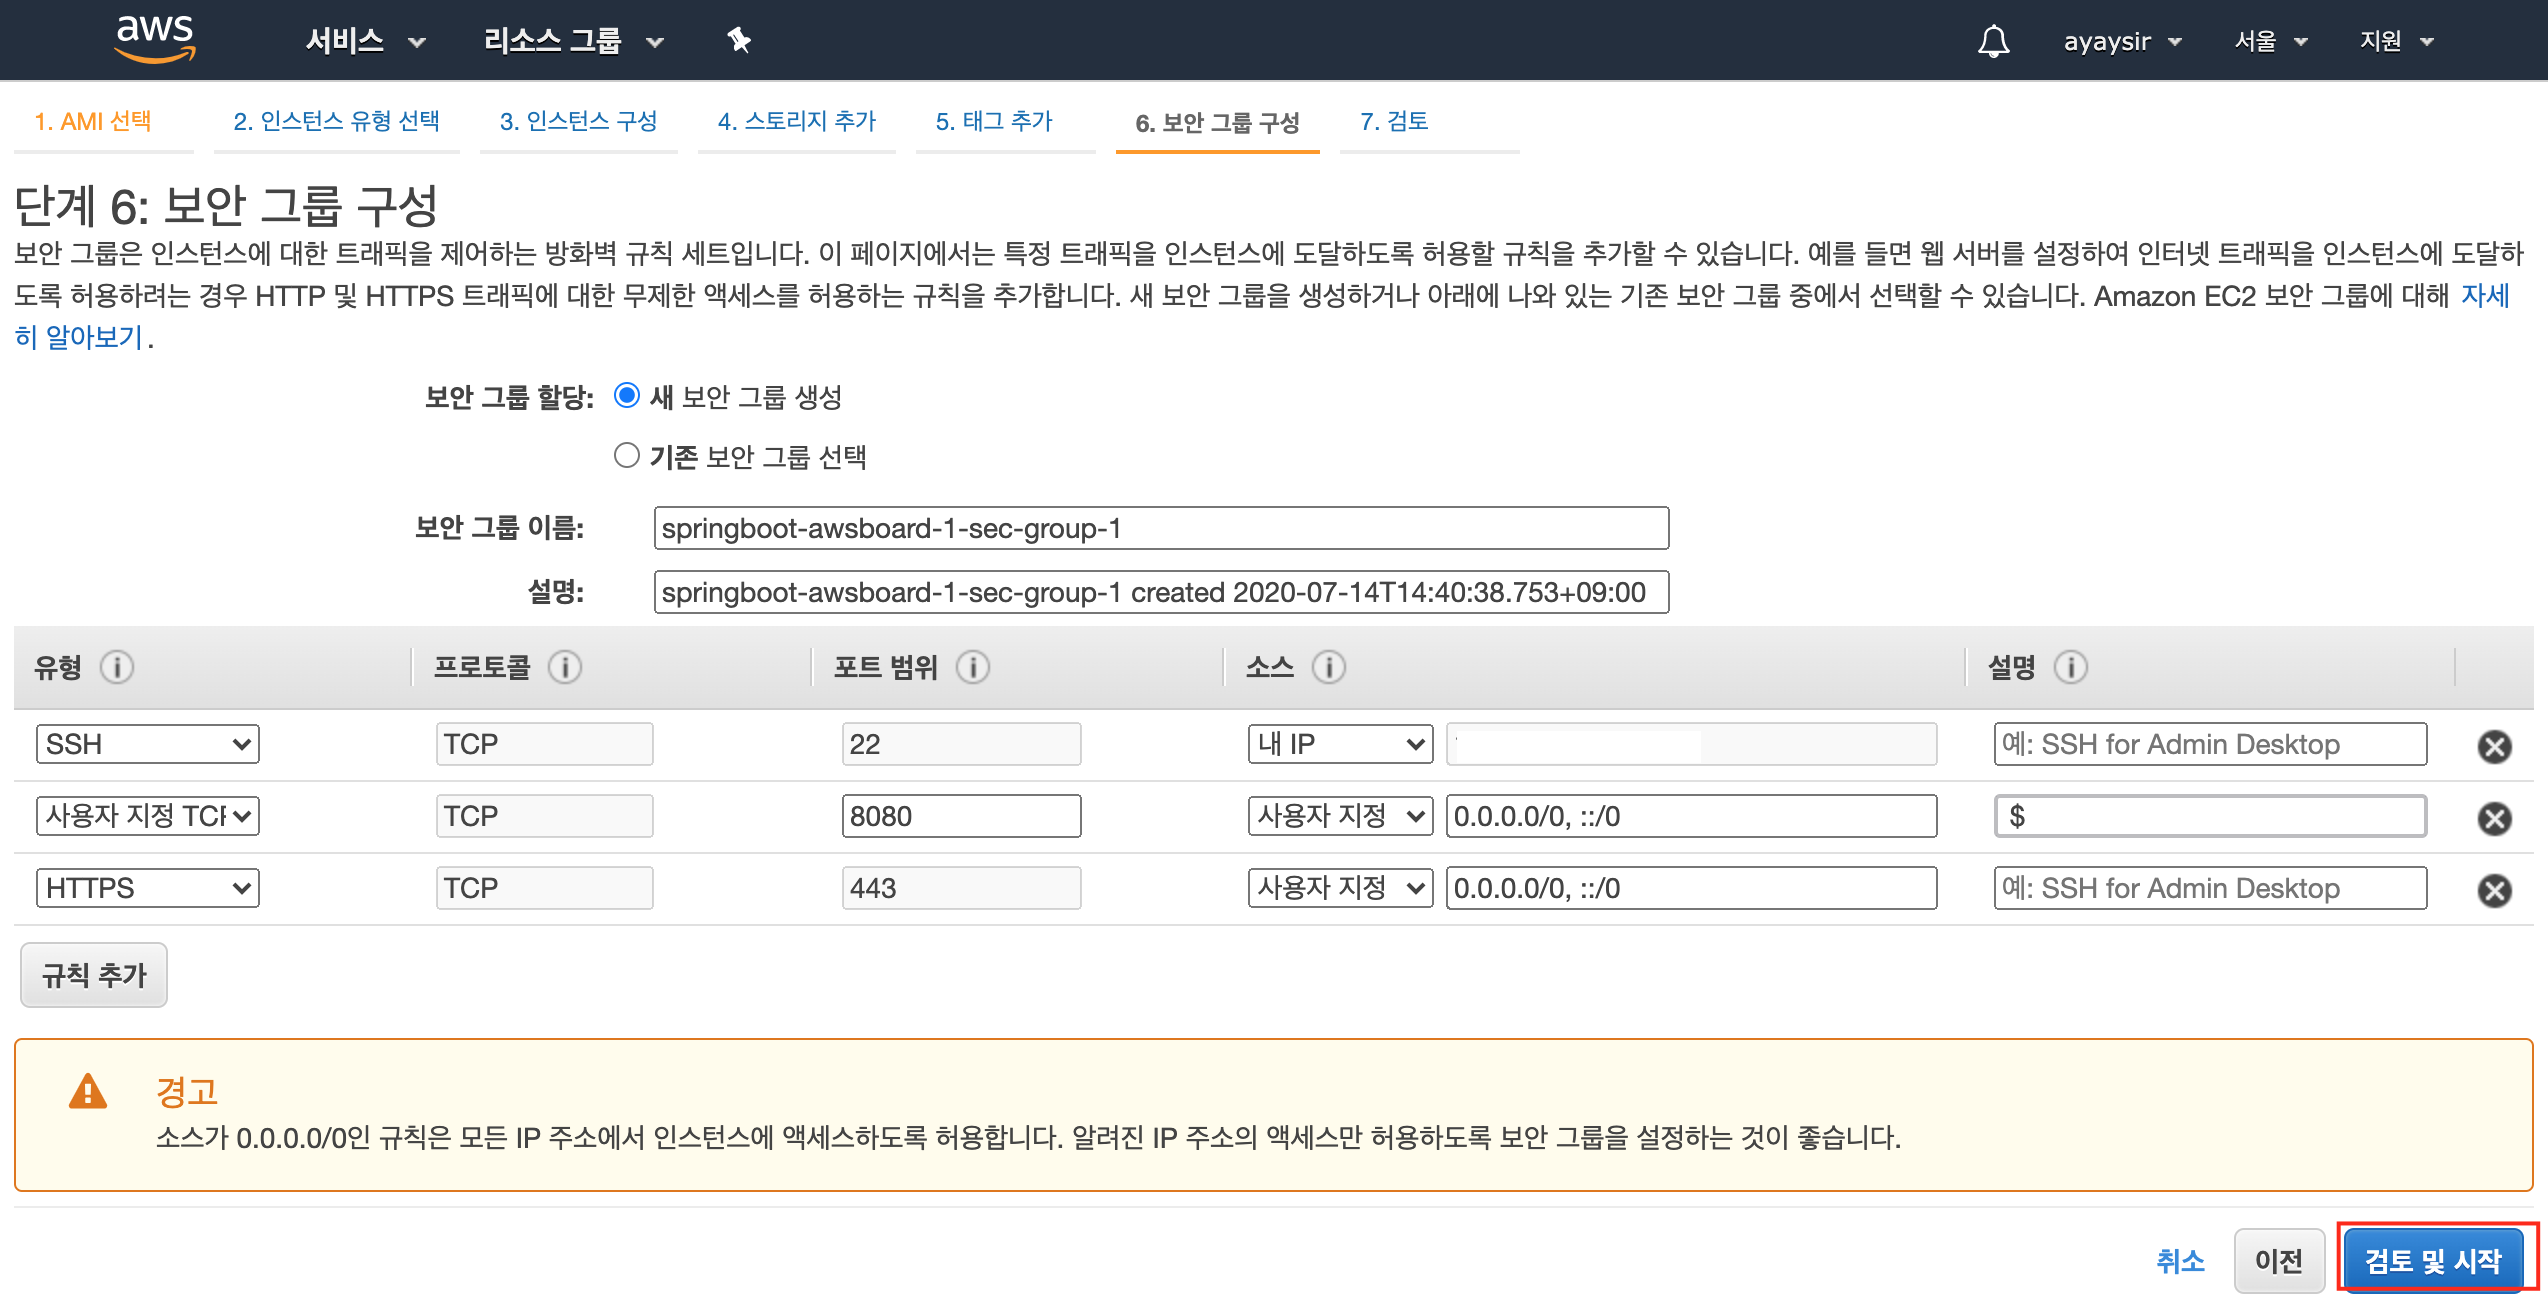 aws 서비스 리소스 그룹 ayaysir 서울 지원
1. AMI 선택 2. 인스턴스 유형 선택 3. 인스턴스 구성 4. 스토리지 추가 5. 태그 추가 6. 보안 그룹 구성 7. 검토
단계 6: 보안 그룹 구성
보안 그룹은 인스턴스에 대한 트래픽을 제어하는 방화벽 규칙 세트입니다. 이 페이지에서는 특정 트래픽을 인스턴스에 도달하도록 허용할 규칙을 추가할 수 있습니다. 예를 들면 웹 서버를 설정하여 인터넷 트래픽을 인스턴스에 도달하
도록 허용하려는 경우 HTTP 및 HTTPS 트래픽에 대한 무제한 액세스를 허용하는 규칙을 추가합니다. 새 보안 그룹을 생성하거나 아래에 나와 있는 기존 보안 그룹 중에서 선택할 수 있습니다. Amazon EC2 보안 그룹에 대해 자세
히 알아보기.
보안 그룹 할당: 새 보안 그룹 생성
기존 보안 그룹 선택
보안 그룹 이름: springboot-awsboard-1-sec-group-1
설명: springboot-awsboard-1-sec-group-1 created 2020-07-14T14:40:38.753+09:00
유형 i 프로토콜 i 포트 범위 i 소스 i 설명 i
SSH TCP 22 내 IP 예: SSH for Admin Desktop
사용자 지정 TCP TCP 8080 사용자 지정 0.0.0.0/0, ::/0 $
HTTPS TCP 443 사용자 지정 0.0.0.0/0, ::/0 예: SSH for Admin Desktop
규칙 추가
경고
소스가 0.0.0.0/0인 규칙은 모든 IP 주소에서 인스턴스에 액세스하도록 허용합니다. 알려진 IP 주소의 액세스만 허용하도록 보안 그룹을 설정하는 것이 좋습니다.
취소 이전 검토 및 시작